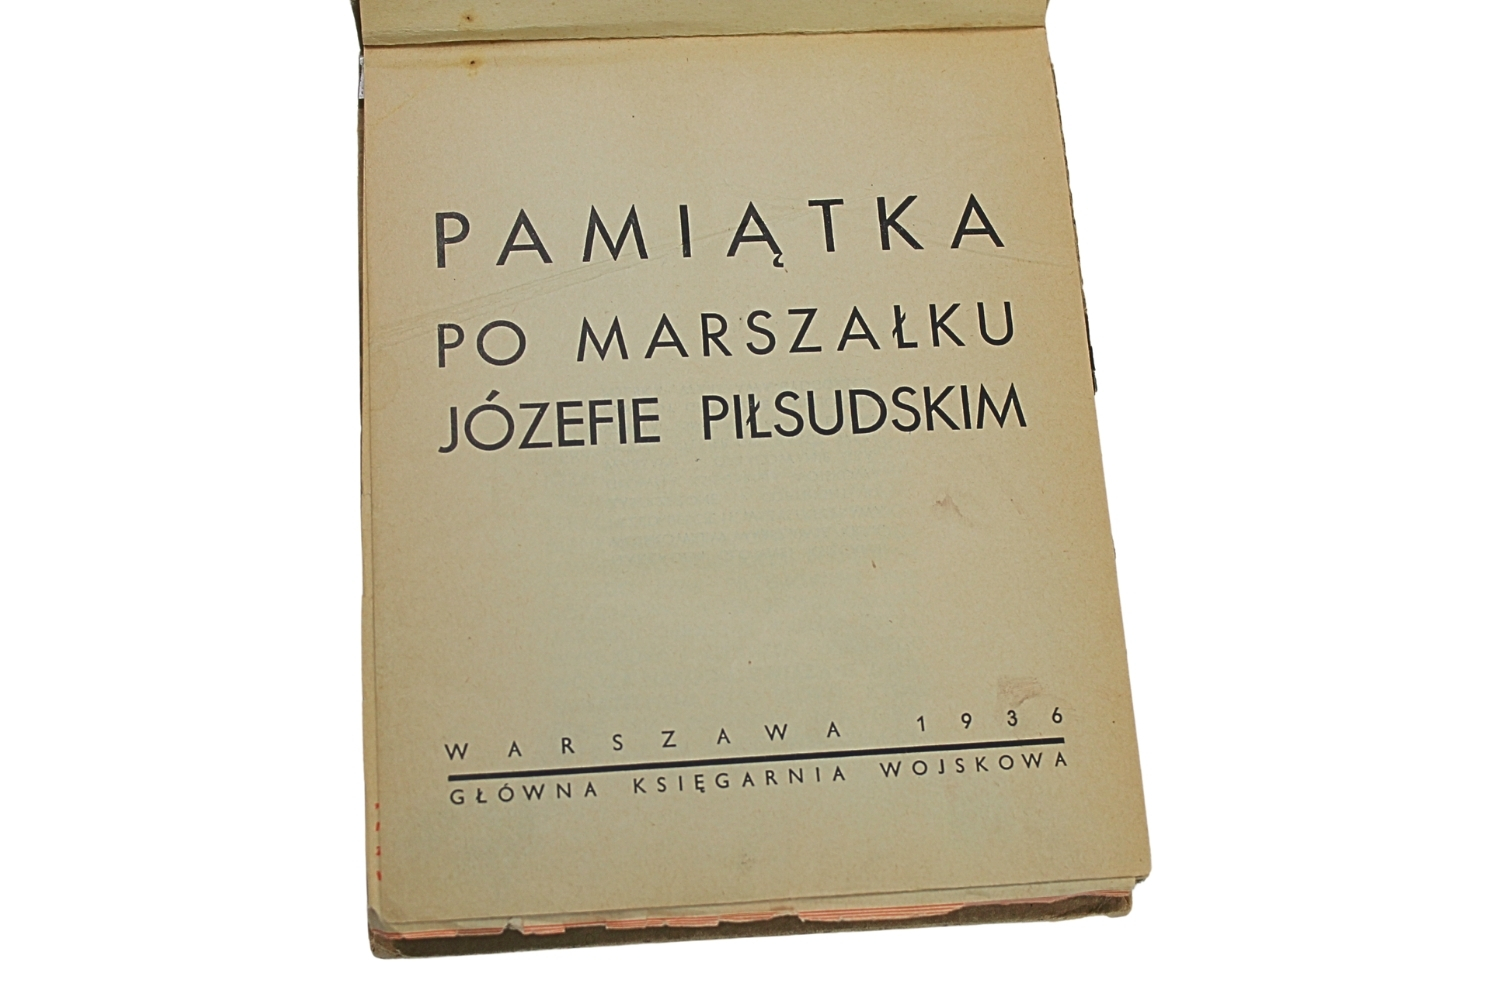 PAMIĄTKA
PO MARSZAŁKU
JÓZEFIE PIŁSUDSKIM
WARSZAWA 1936
GŁÓWNA KSIĘGARNIA WOJSKOWA